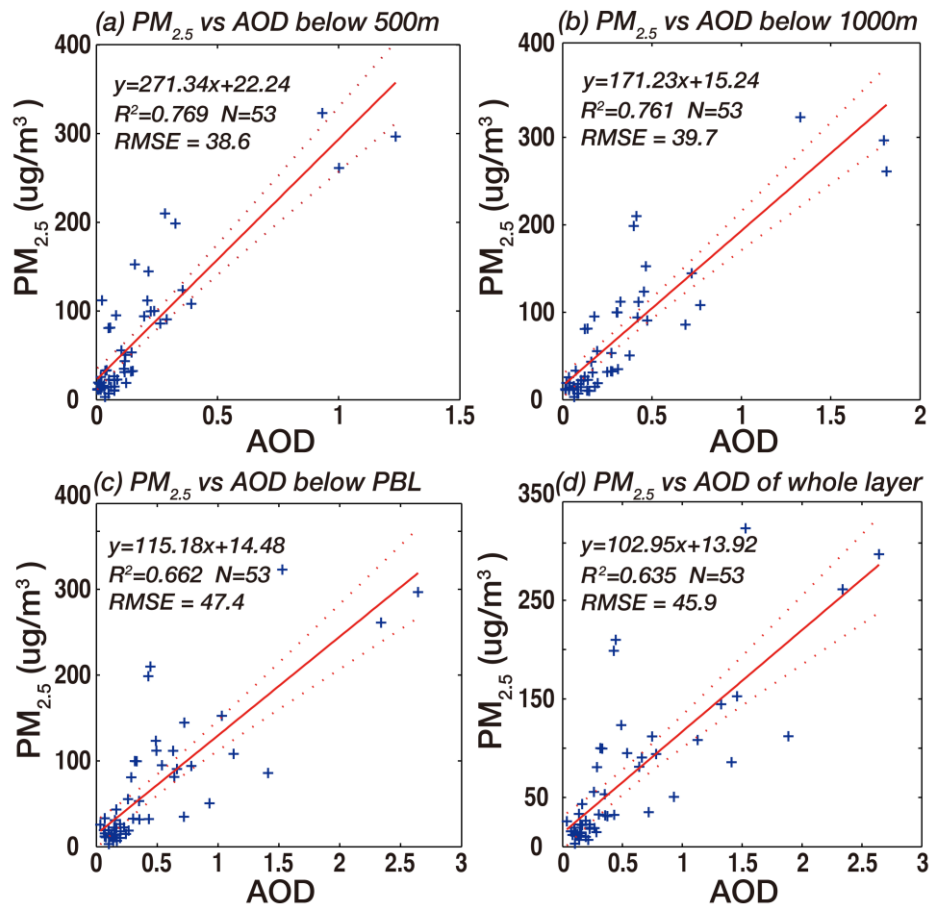 (a) PM2.5 vs AOD below 500m
400
300
200
100
0
PM2.5 (ug/m³)
y=271.34x+22.24
R²=0.769 N=53
RMSE = 38.6
0 0.5 1 1.5
AOD
(b) PM2.5 vs AOD below 1000m
400
300
200
100
0
PM2.5 (ug/m³)
y=171.23x+15.24
R²=0.761 N=53
RMSE = 39.7
0 0.5 1 1.5 2
AOD
(c) PM2.5 vs AOD below PBL
400
300
200
100
0
PM2.5 (ug/m³)
y=115.18x+14.48
R²=0.662 N=53
RMSE = 47.4
0 0.5 1 1.5 2 2.5 3
AOD
(d) PM2.5 vs AOD of whole layer
350
250
150
50
0
PM2.5 (ug/m³)
y=102.95x+13.92
R²=0.635 N=53
RMSE = 45.9
0 0.5 1 1.5 2 2.5 3
AOD